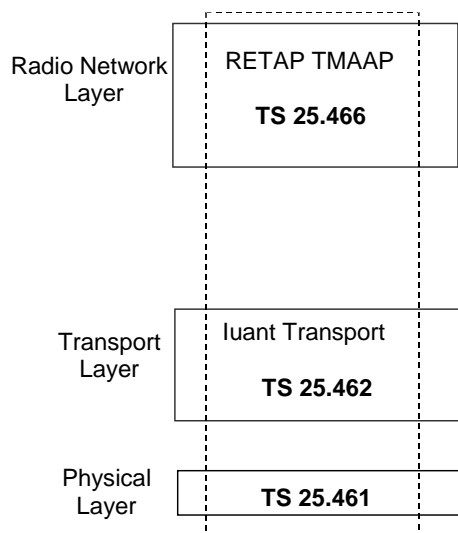 Radio Network
Layer
RETAP TMAAP
TS 25.466
Transport
Layer
Iuant Transport
TS 25.462
Physical
Layer
TS 25.461